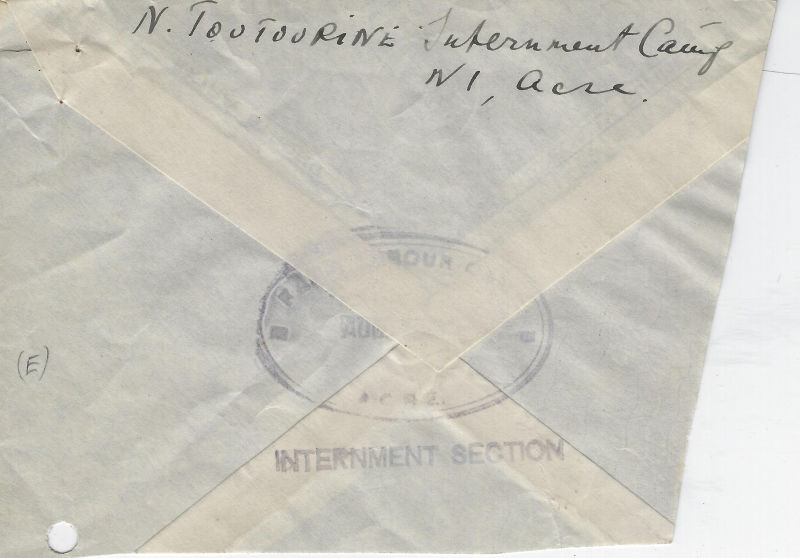 N. TOUTOURINE Internment Camp
N1, Acre.
ACRE.
INTERNMENT SECTION
(E)